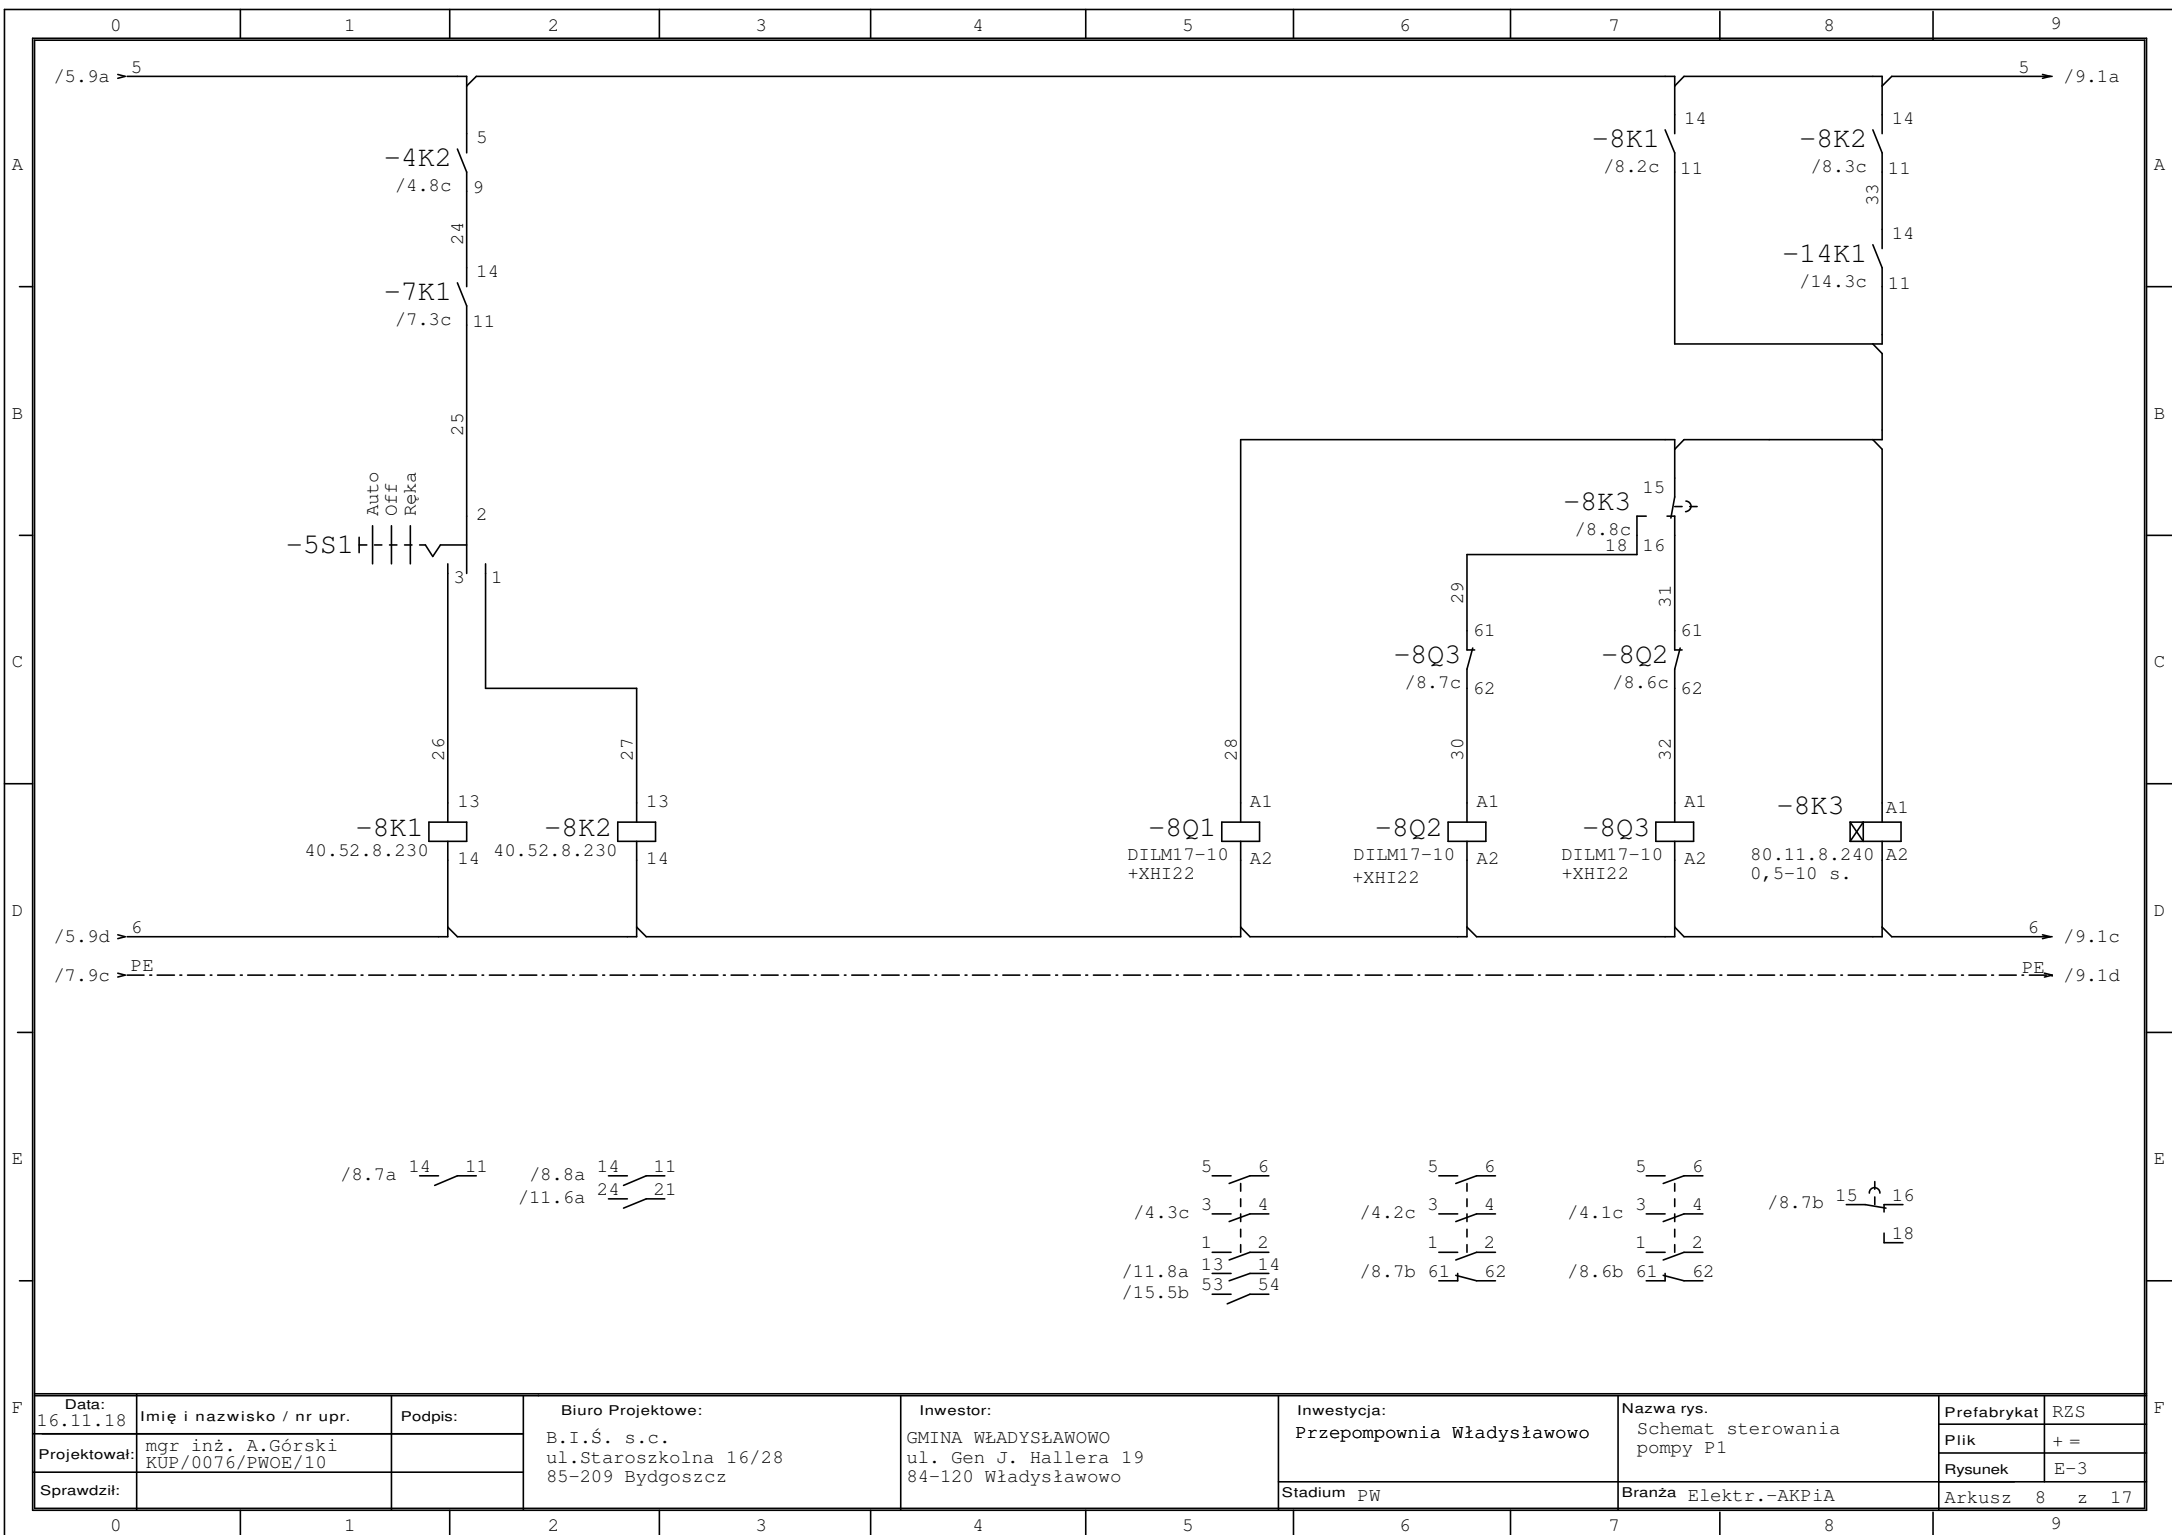 0 1 2 3 4 5 6 7 8 9
/5.9a 5 5 /9.1a
A A
5
-4K2
/4.8c 9
24
14
-7K1
/7.3c 11
25
14
-8K1
/8.2c 11
14
-8K2
/8.3c 11
33
14
-14K1
/14.3c 11
B B
Auto
Off
Ręka
2
-5S1
3 1
15
-8K3
/8.8c
18 16
29 31
61
-8Q3
/8.7c 62
61
-8Q2
/8.6c 62
C C
26 27 28 30 32
13
-8K1
40.52.8.230 14
13
-8K2
40.52.8.230 14
A1
-8Q1
DILM17-10 A2
+XHI22
A1
-8Q2
DILM17-10 A2
+XHI22
A1
-8Q3
DILM17-10 A2
+XHI22
-8K3 A1
80.11.8.240 A2
0,5-10 s.
D D
/5.9d 6 6 /9.1c
/7.9c PE PE /9.1d
E E
/8.7a 14 11
/8.8a 14 11
/11.6a 24 21
5 6
/4.3c 3 4
1 2
/11.8a 13 14
/15.5b 53 54
5 6
/4.2c 3 4
1 2
/8.7b 61 62
5 6
/4.1c 3 4
1 2
/8.6b 61 62
/8.7b 15 16
18
F F
Data:
16.11.18
Imię i nazwisko / nr upr.
Podpis:
Projektował:
mgr inż. A.Górski
KUP/0076/PWOE/10
Sprawdził:
Biuro Projektowe:
B.I.Ś. s.c.
ul.Staroszkolna 16/28
85-209 Bydgoszcz
Inwestor:
GMINA WŁADYSŁAWOWO
ul. Gen J. Hallera 19
84-120 Władysławowo
Inwestycja:
Przepompownia Władysławowo
Stadium PW
Nazwa rys.
Schemat sterowania
pompy P1
Branża Elektr.-AKPiA
Prefabrykat RZS
Plik + =
Rysunek E-3
Arkusz 8 z 17
0 1 2 3 4 5 6 7 8 9